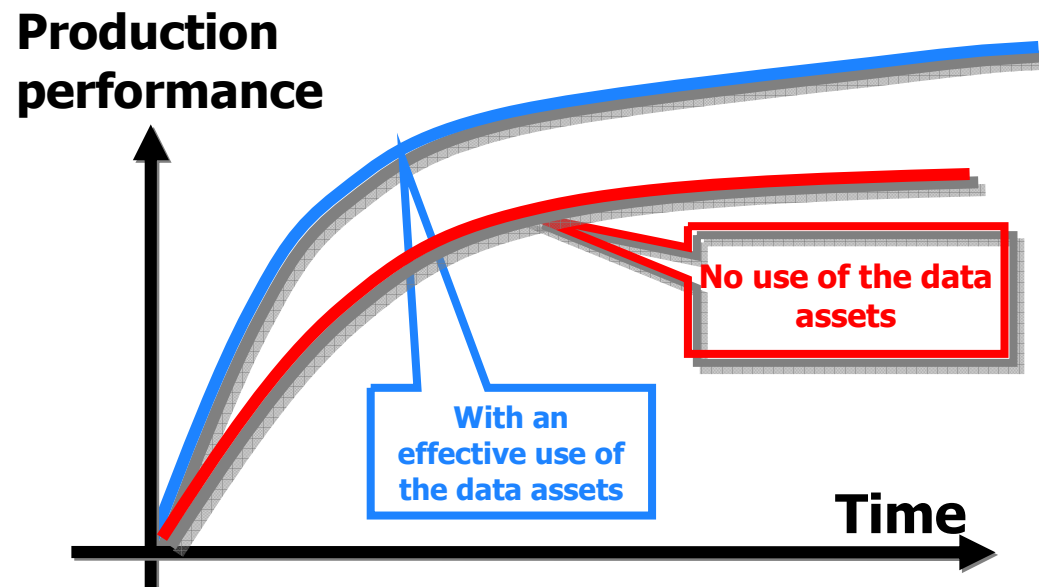 Production
performance
No use of the data
assets
With an
effective use of
the data assets
Time